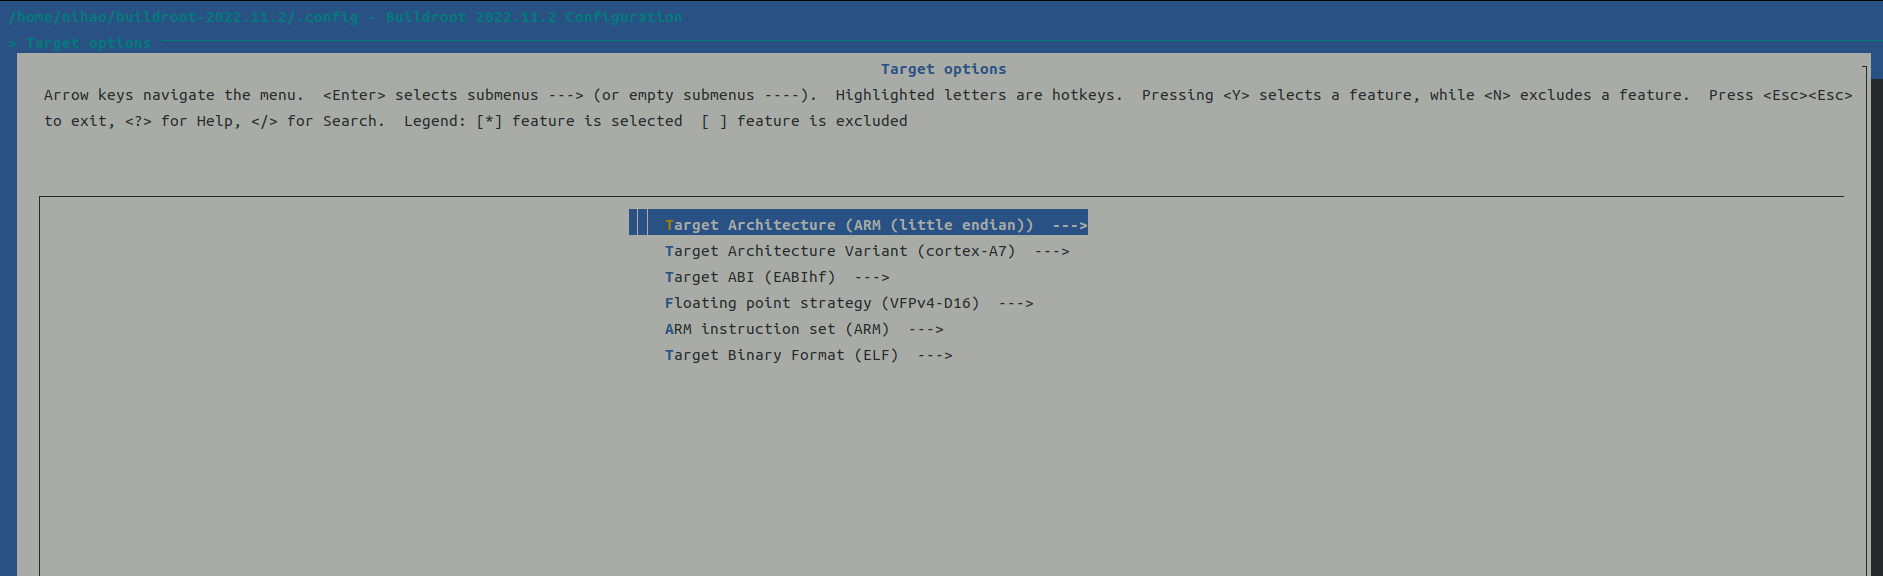 /home/nihao/buildroot-2022.11.2/.config - Buildroot 2022.11.2 Configuration
> Target options
Target options
Arrow keys navigate the menu.  <Enter> selects submenus ---> (or empty submenus ----).  Highlighted letters are hotkeys.  Pressing <Y> selects a feature, while <N> excludes a feature.  Press <Esc><Esc>
to exit, <?> for Help, </> for Search.  Legend: [*] feature is selected  [ ] feature is excluded
Target Architecture (ARM (little endian))  --->
Target Architecture Variant (cortex-A7)  --->
Target ABI (EABIhf)  --->
Floating point strategy (VFPv4-D16)  --->
ARM instruction set (ARM)  --->
Target Binary Format (ELF)  --->